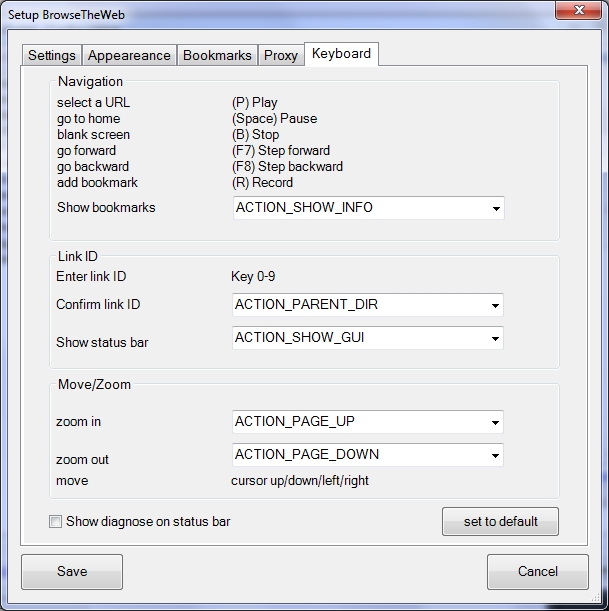 Setup BrowseTheWeb
Settings Appeareance Bookmarks Proxy Keyboard
Navigation
select a URL (P) Play
go to home (Space) Pause
blank screen (B) Stop
go forward (F7) Step forward
go backward (F8) Step backward
add bookmark (R) Record
Show bookmarks ACTION_SHOW_INFO
Link ID
Enter link ID Key 0-9
Confirm link ID ACTION_PARENT_DIR
Show status bar ACTION_SHOW_GUI
Move/Zoom
zoom in ACTION_PAGE_UP
zoom out ACTION_PAGE_DOWN
move cursor up/down/left/right
Show diagnose on status bar set to default
Save Cancel